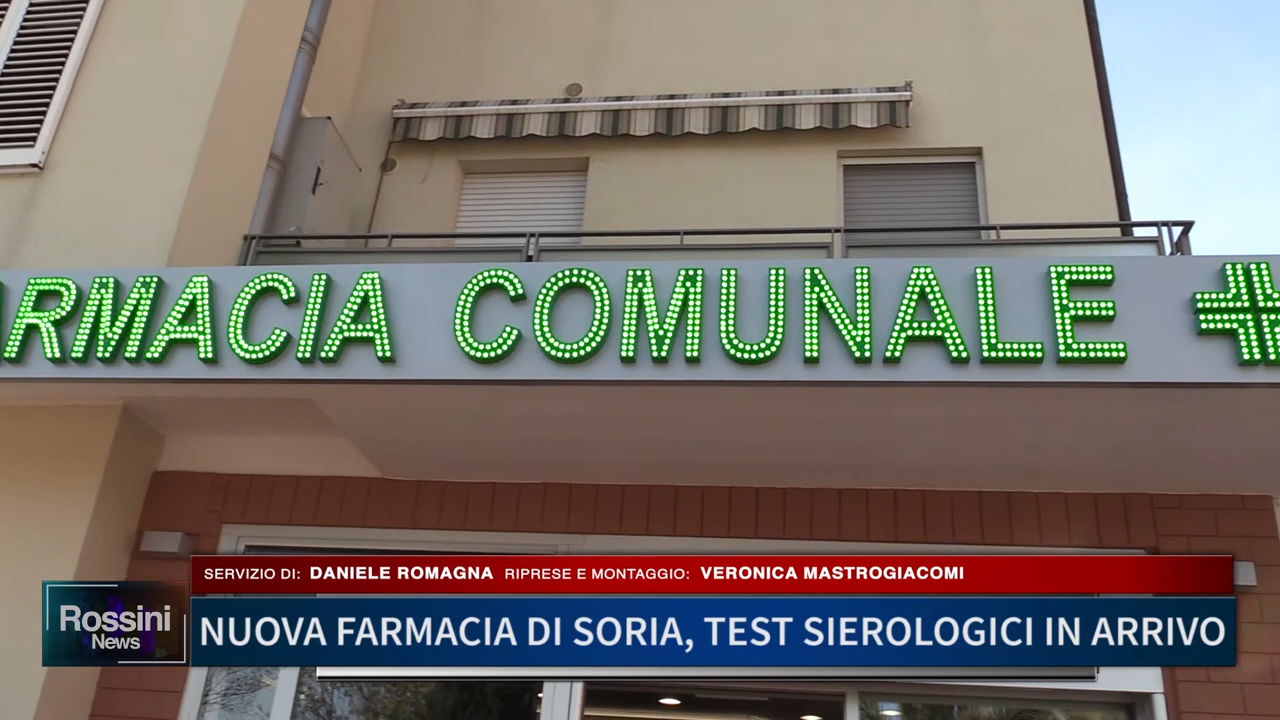 ARMACIA COMUNALE
SERVIZIO DI: DANIELE ROMAGNA RIPRESE E MONTAGGIO: VERONICA MASTROGIACOMI
Rossini
News
NUOVA FARMACIA DI SORIA, TEST SIEROLOGICI IN ARRIVO